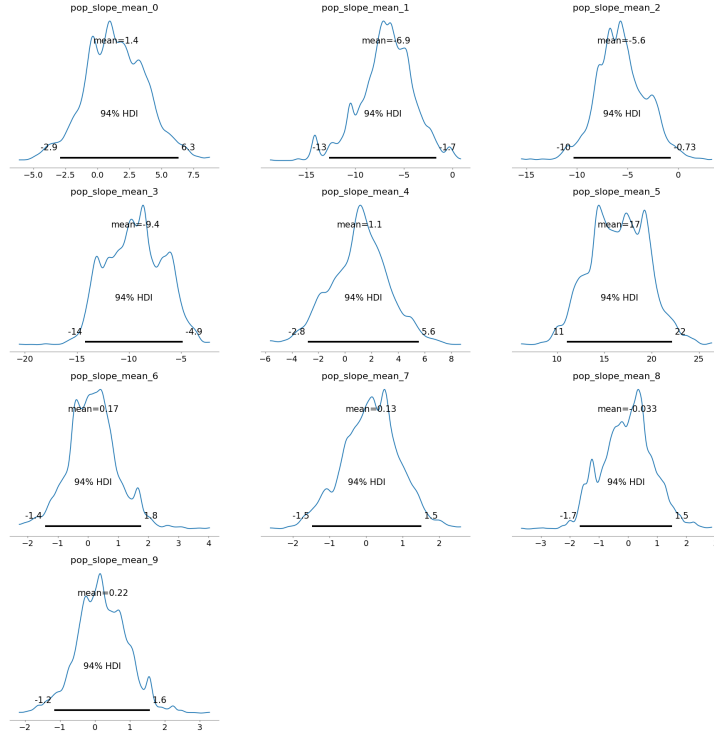 pop_slope_mean_0
mean=1.4
94% HDI
-2.9 6.3
−5.0 −2.5 0.0 2.5 5.0 7.5
pop_slope_mean_1
mean=-6.9
94% HDI
-13 -1.7
−15 −10 −5 0
pop_slope_mean_2
mean=-5.6
94% HDI
-10 -0.73
−15 −10 −5 0
pop_slope_mean_3
mean=-9.4
94% HDI
-14 -4.9
−20 −15 −10 −5
pop_slope_mean_4
mean=1.1
94% HDI
-2.8 5.6
−6 −4 −2 0 2 4 6 8
pop_slope_mean_5
mean=17
94% HDI
11 22
10 15 20 25
pop_slope_mean_6
mean=0.17
94% HDI
-1.4 1.8
−2 −1 0 1 2 3 4
pop_slope_mean_7
mean=0.13
94% HDI
-1.5 1.5
−2 −1 0 1 2
pop_slope_mean_8
mean=-0.033
94% HDI
-1.7 1.5
−3 −2 −1 0 1 2
pop_slope_mean_9
mean=0.22
94% HDI
-1.2 1.6
−2 −1 0 1 2 3